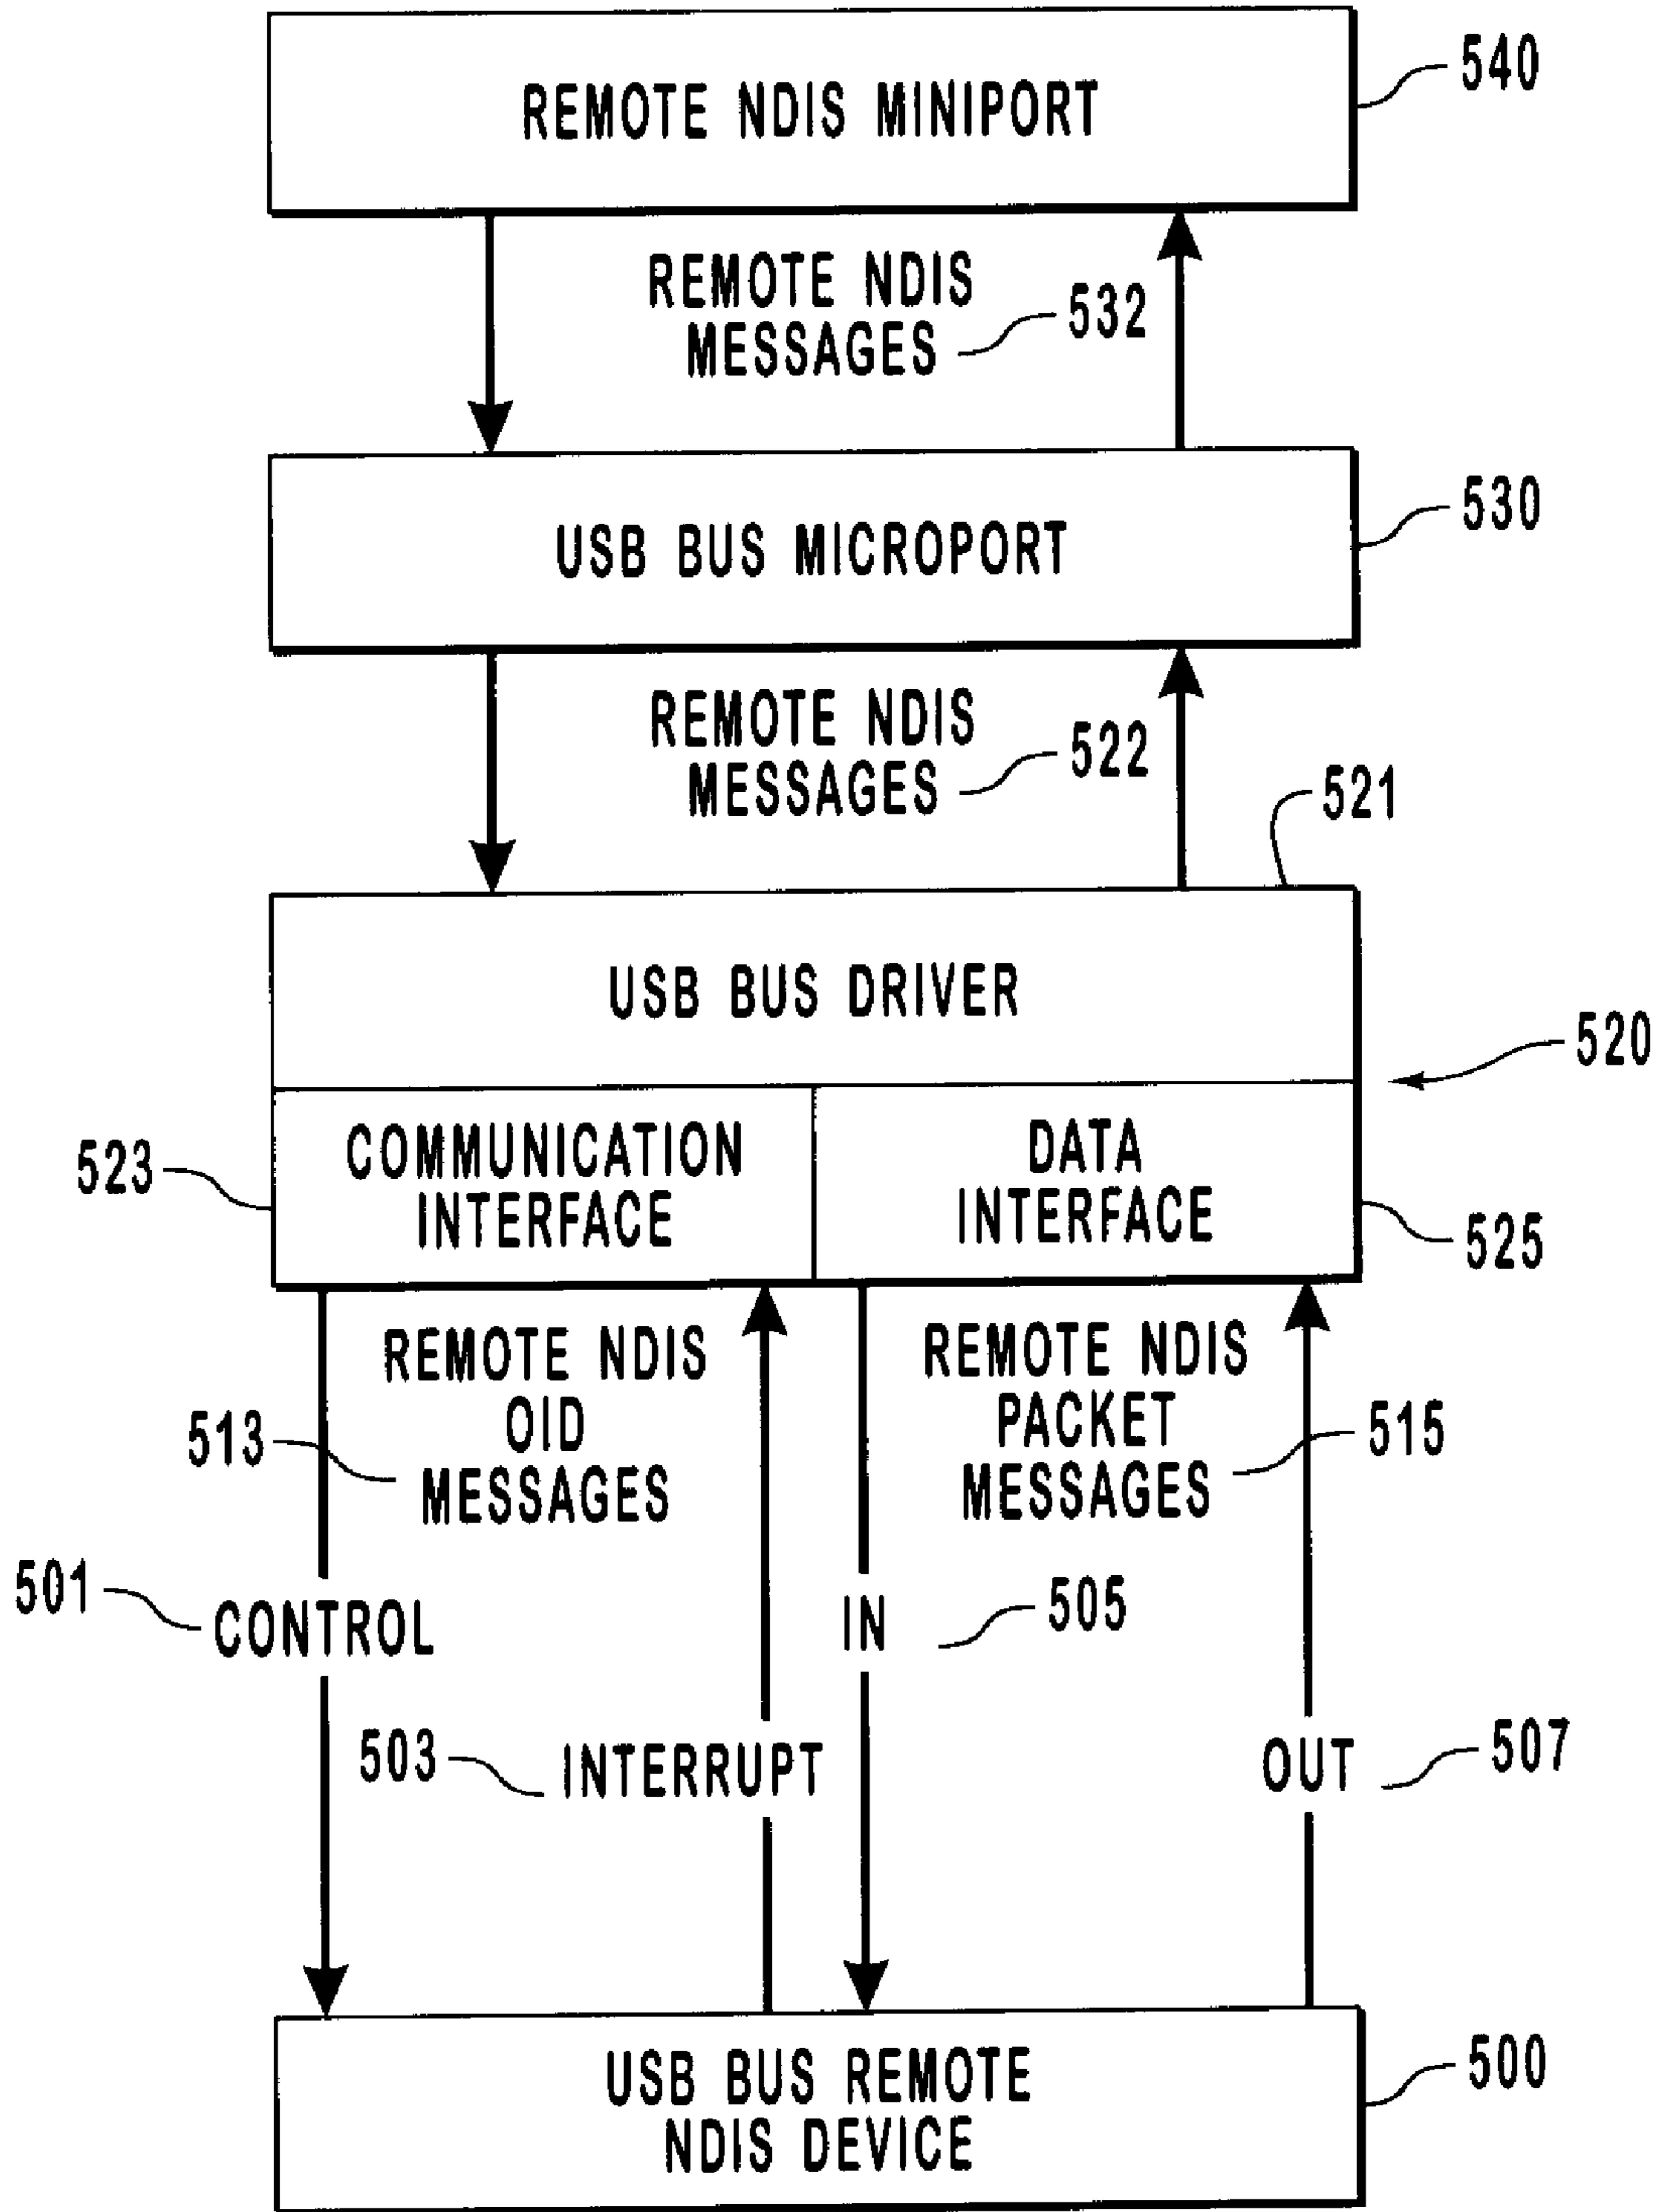 REMOTE NDIS MINIPORT
540
REMOTE NDIS
MESSAGES
532
USB BUS MICROPORT
530
REMOTE NDIS
MESSAGES
522
521
USB BUS DRIVER
520
523
COMMUNICATION
INTERFACE
DATA
INTERFACE
525
REMOTE NDIS
OID
MESSAGES
513
REMOTE NDIS
PACKET
MESSAGES
515
501
CONTROL
IN
505
503
INTERRUPT
OUT
507
USB BUS REMOTE
NDIS DEVICE
500